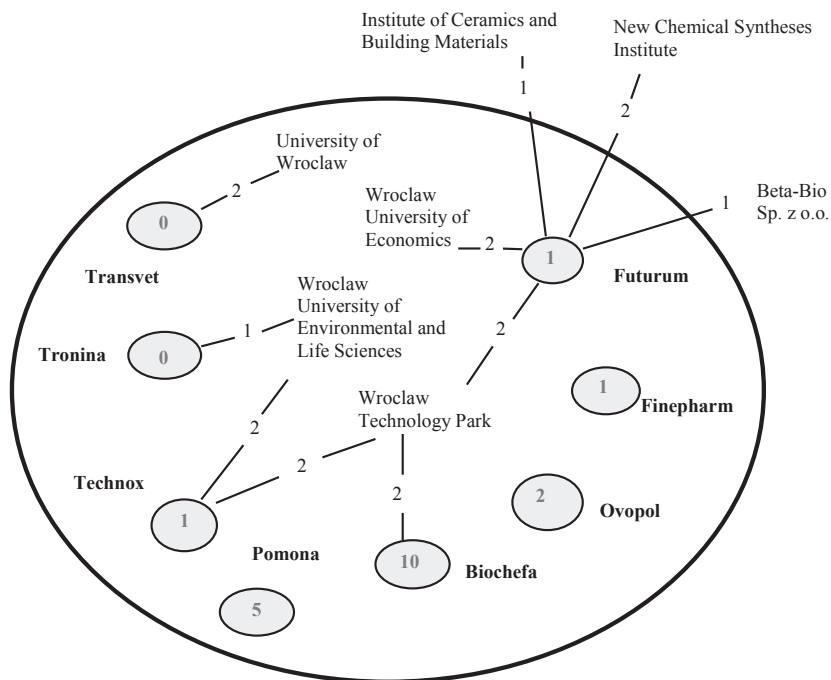 Institute of Ceramics and
Building Materials
New Chemical Syntheses
Institute
1
2
University of
Wroclaw
2
Wroclaw
University of
Economics
Beta-Bio
Sp. z o.o.
1
0
2
1
Transvet
Futurum
Wroclaw
University of
Environmental and
Life Sciences
1
2
Tronina
0
1
Finepharm
Wroclaw
Technology Park
2
2
Technox
2
1
2
Ovopol
Pomona
10
Biochefa
5